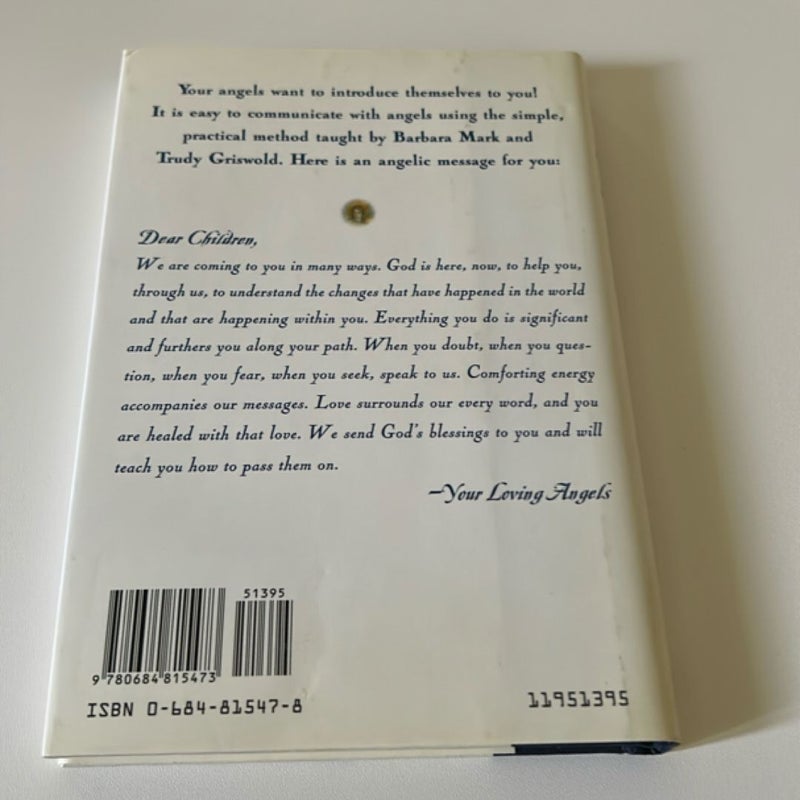 Your angels want to introduce themselves to you!
It is easy to communicate with angels using the simple,
practical method taught by Barbara Mark and
Trudy Griswold. Here is an angelic message for you:
Dear Children,
We are coming to you in many ways. God is here, now, to help you,
through us, to understand the changes that have happened in the world
and that are happening within you. Everything you do is significant
and furthers you along your path. When you doubt, when you ques-
tion, when you fear, when you seek, speak to us. Comforting energy
accompanies our messages. Love surrounds our every word, and you
are healed with that love. We send God's blessings to you and will
teach you how to pass them on.
—Your Loving Angels
51395
9 780684 815473
ISBN 0-684-81547-8
11951395